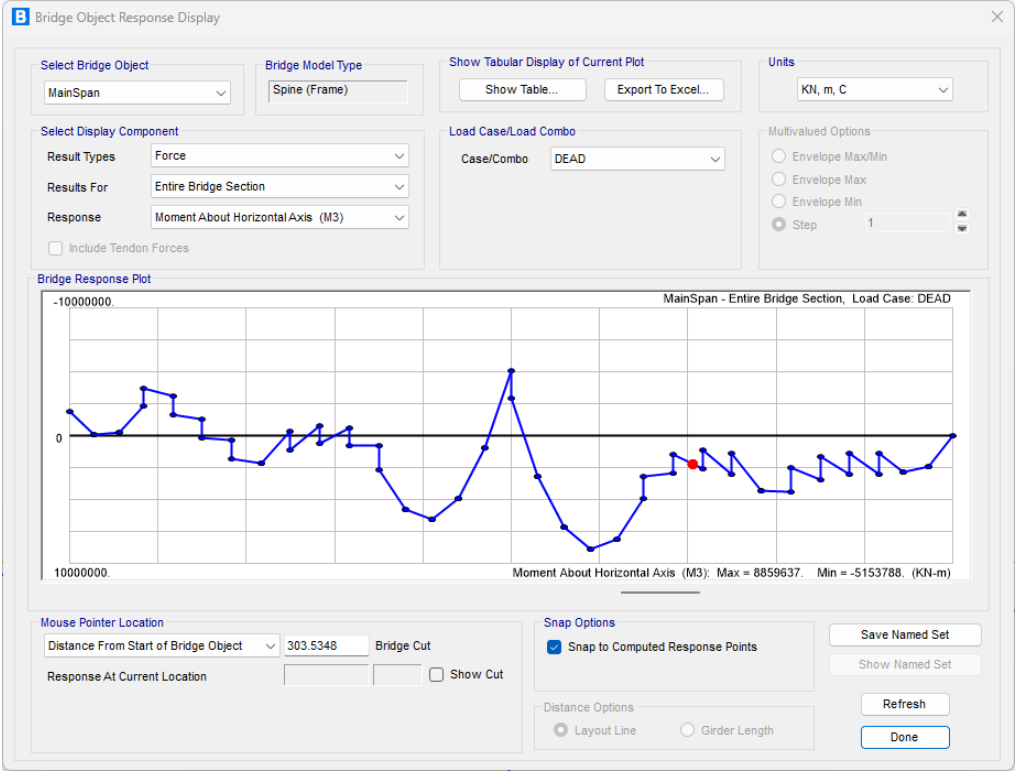 B Bridge Object Response Display
Select Bridge Object
MainSpan
Bridge Model Type
Spine (Frame)
Show Tabular Display of Current Plot
Show Table...
Export To Excel...
Units
KN, m, C
Select Display Component
Result Types
Force
Results For
Entire Bridge Section
Response
Moment About Horizontal Axis (M3)
Include Tendon Forces
Load Case/Load Combo
Case/Combo
DEAD
Multivalued Options
Envelope Max/Min
Envelope Max
Envelope Min
Step
1
Bridge Response Plot
-10000000.
MainSpan - Entire Bridge Section, Load Case: DEAD
0
10000000.
Moment About Horizontal Axis (M3): Max = 8859637. Min = -5153788. (KN-m)
Mouse Pointer Location
Distance From Start of Bridge Object
303.5348
Bridge Cut
Response At Current Location
Show Cut
Snap Options
Snap to Computed Response Points
Distance Options
Layout Line
Girder Length
Save Named Set
Show Named Set
Refresh
Done